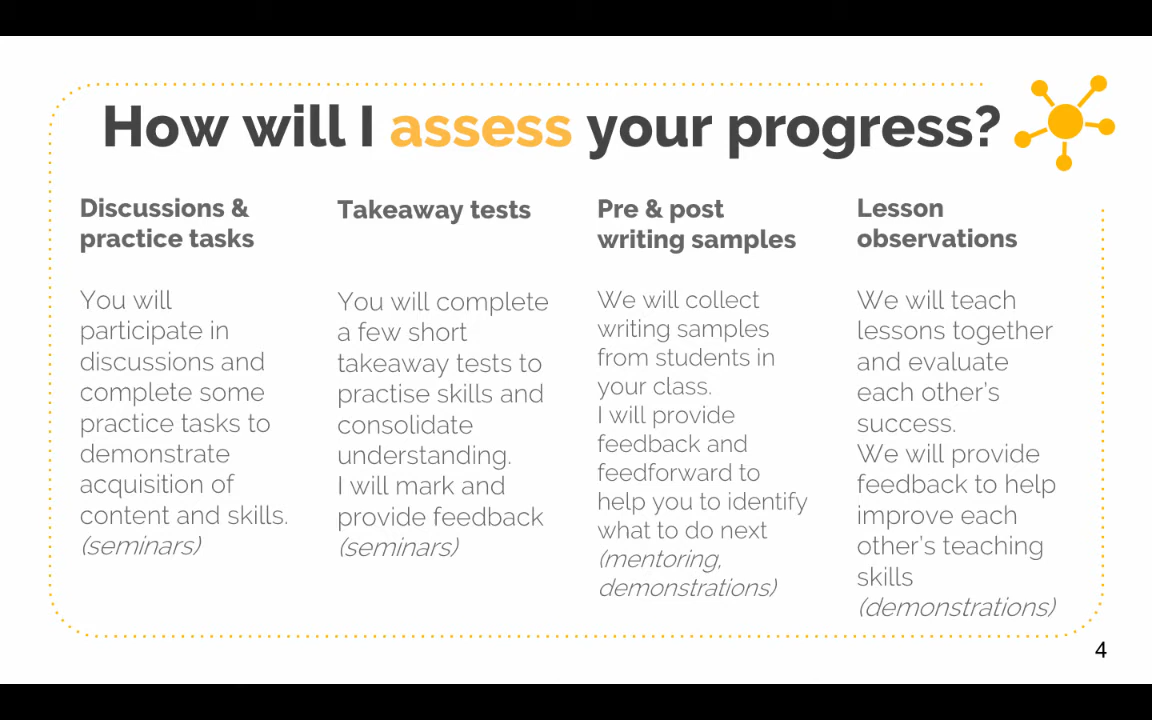 How will I assess your progress?
Discussions &
practice tasks
You will
participate in
discussions and
complete some
practice tasks to
demonstrate
acquisition of
content and skills.
(seminars)
Takeaway tests
You will complete
a few short
takeaway tests to
practise skills and
consolidate
understanding.
I will mark and
provide feedback
(seminars)
Pre & post
writing samples
We will collect
writing samples
from students in
your class.
I will provide
feedback and
feedforward to
help you to identify
what to do next
(mentoring,
demonstrations)
Lesson
observations
We will teach
lessons together
and evaluate
each other's
success.
We will provide
feedback to help
improve each
other's teaching
skills
(demonstrations)
4